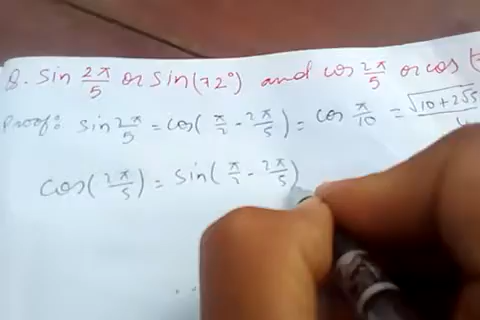 8. sin 2π/5 or sin(72°) and cos 2π/5 or cos
Proof: sin 2π/5 = cos(π/2 - 2π/5) = cos π/10 = √10+2√5
cos(2π/5) = sin(π/2 - 2π/5)